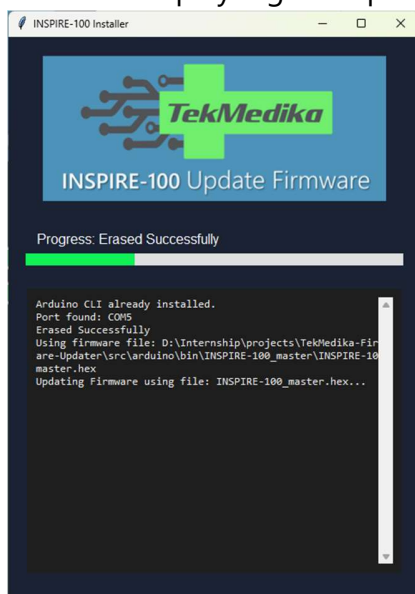 INSPIRE-100 Installer
TekMedika
INSPIRE-100 Update Firmware
Progress: Erased Successfully
Arduino CLI already installed.
Port found: COM5
Erased Successfully
Using firmware file: D:\Internship\projects\TekMedika-Fir
are-Updater\src\arduino\bin\INSPIRE-100_master\INSPIRE-10
master.hex
Updating Firmware using file: INSPIRE-100_master.hex...